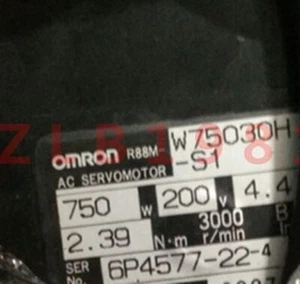 ZLB198
OMRON R88M- W75030H
-S1
AC SERVOMOTOR
750 W 200 V 4.4
2.39 N·m 3000 r/min
SER No. 6P4577-22-4